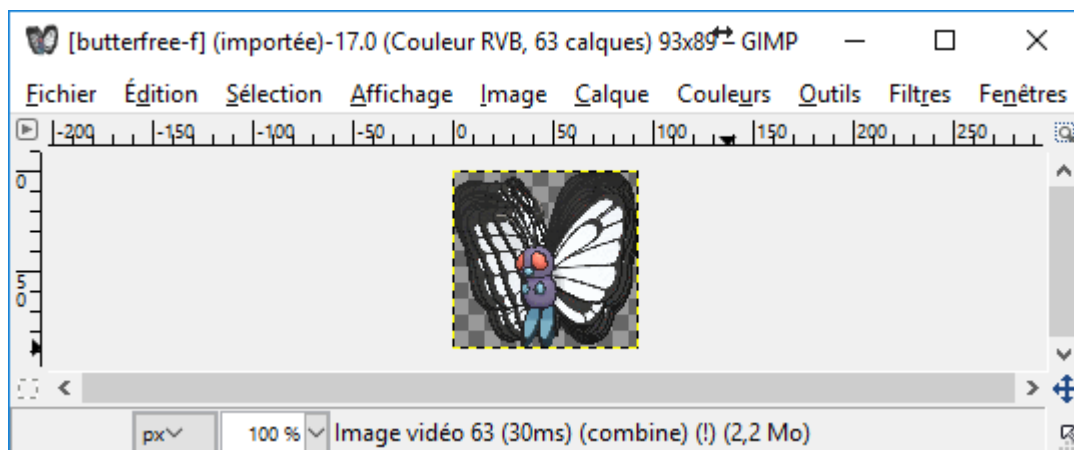 [butterfree-f] (importée)-17.0 (Couleur RVB, 63 calques) 93x89 – GIMP
Fichier Édition Sélection Affichage Image Calque Couleurs Outils Filtres Fenêtres
-200 -150 -100 -50 0 50 100 150 200 250
0
50
px 100 % Image vidéo 63 (30ms) (combine) (!) (2,2 Mo)